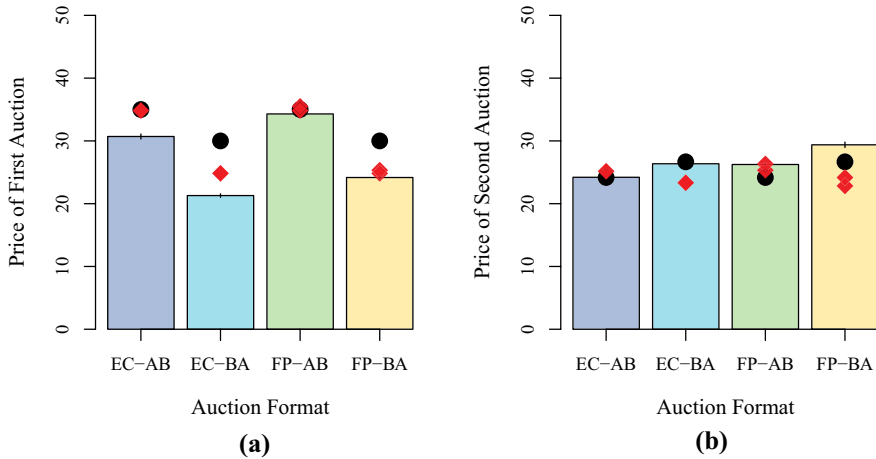 Price of First Auction
50
40
30
20
10
0
EC−AB EC−BA FP−AB FP−BA
Auction Format
(a)
Price of Second Auction
50
40
30
20
10
0
EC−AB EC−BA FP−AB FP−BA
Auction Format
(b)